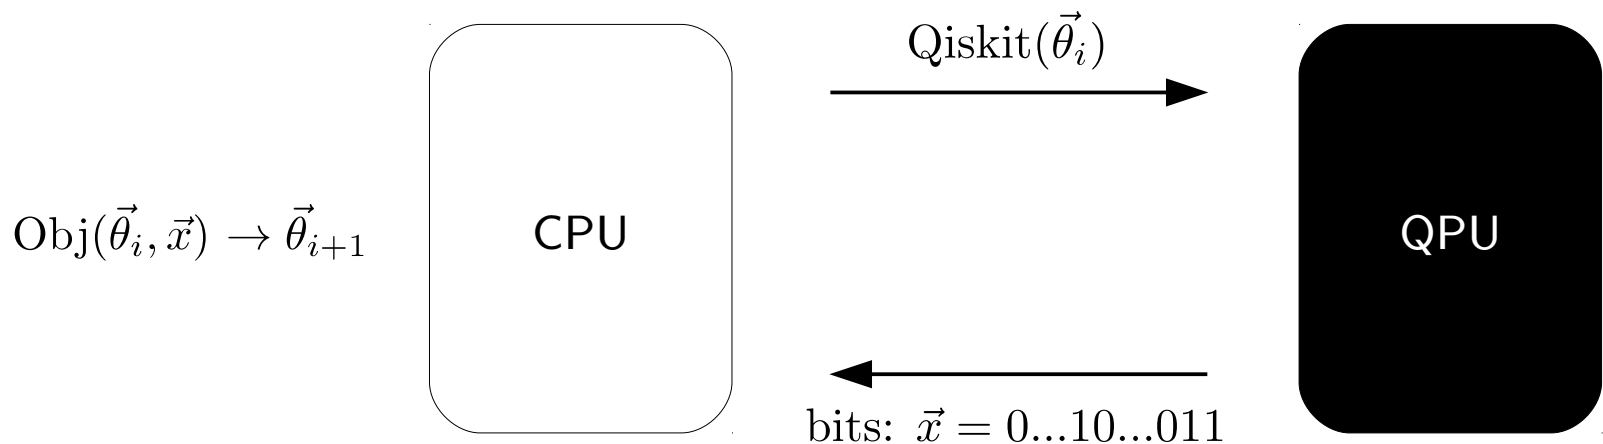 Qiskit(θ⃗ᵢ)
Obj(θ⃗ᵢ, x⃗) → θ⃗ᵢ₊₁
CPU
QPU
bits: x⃗ = 0...10...011